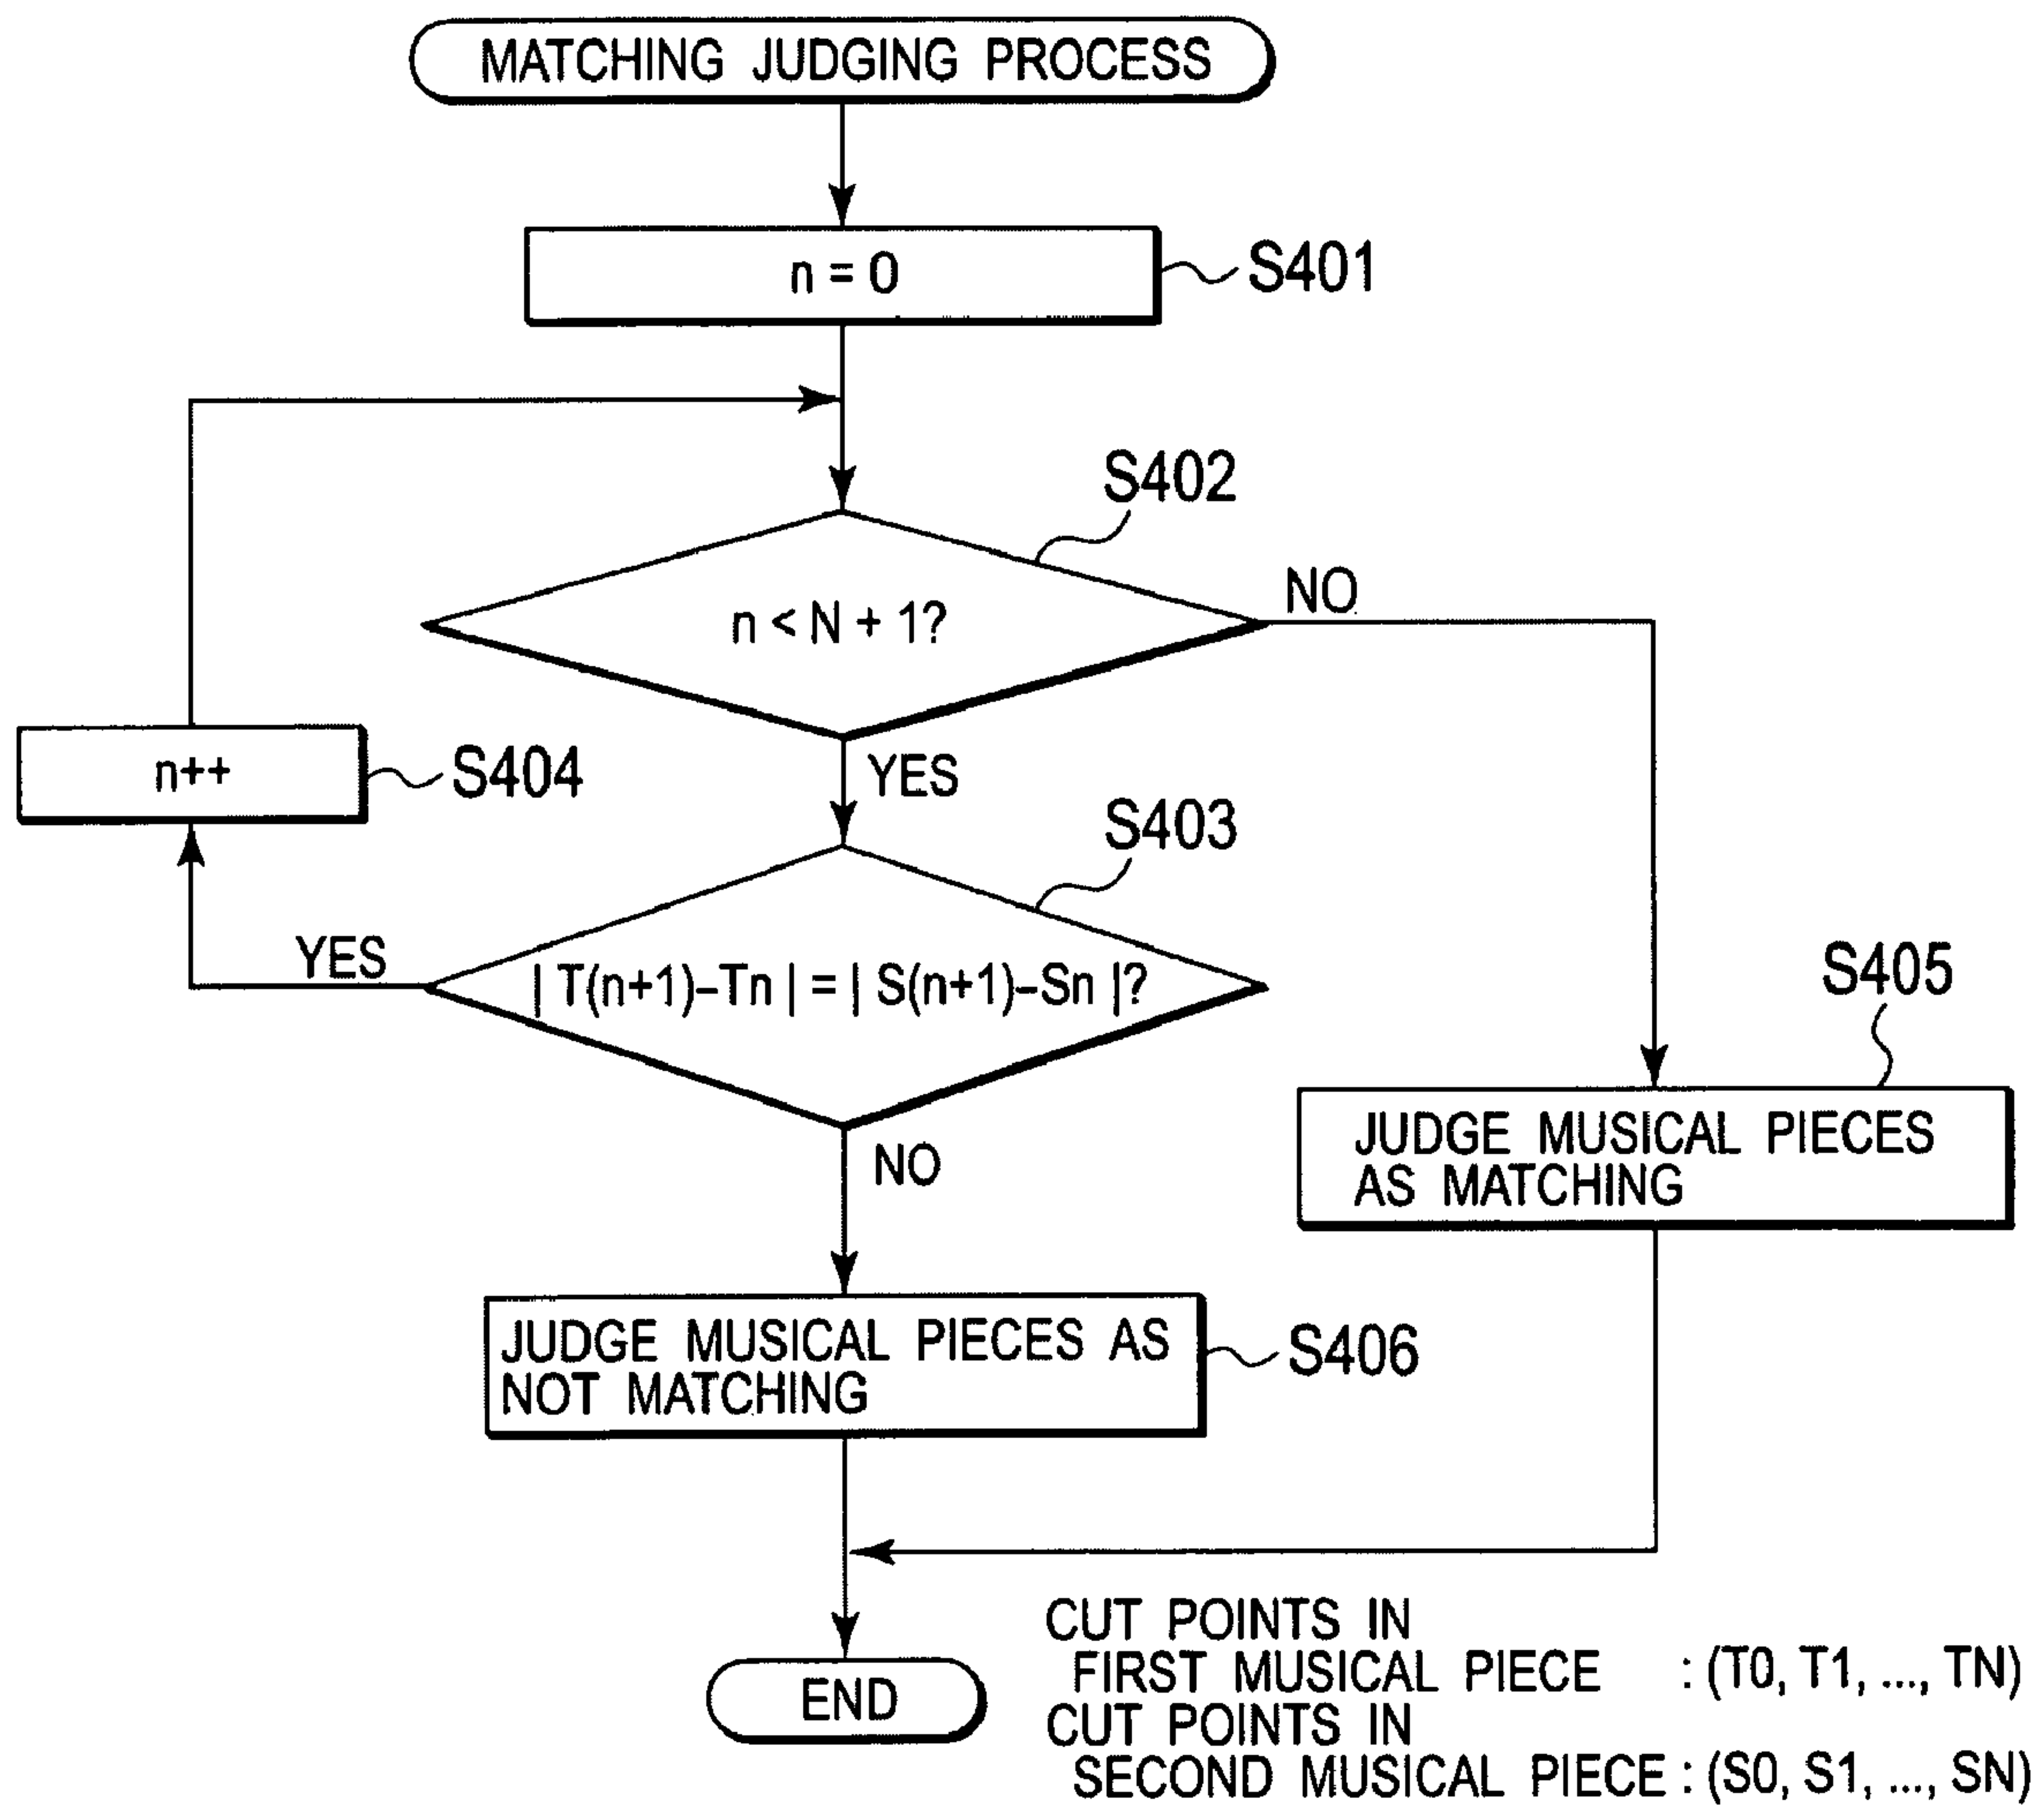 MATCHING JUDGING PROCESS
n = 0
S401
S402
n < N + 1?
NO
YES
n++
S404
S403
YES
| T(n+1)–Tn | = | S(n+1)–Sn |?
NO
S405
JUDGE MUSICAL PIECES
AS MATCHING
JUDGE MUSICAL PIECES AS
NOT MATCHING
S406
END
CUT POINTS IN
FIRST MUSICAL PIECE : (T0, T1, ..., TN)
CUT POINTS IN
SECOND MUSICAL PIECE : (S0, S1, ..., SN)